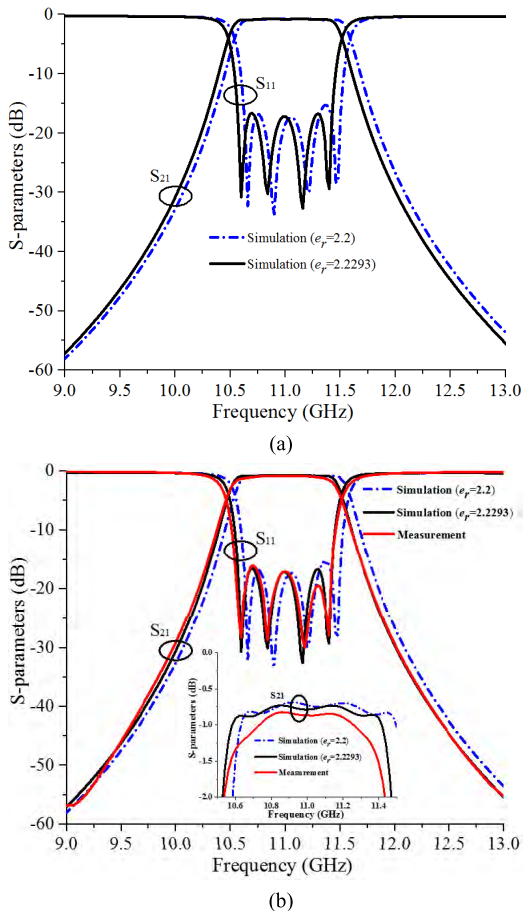 0
-10
-20
-30
-40
-50
-60
S-parameters (dB)
S11
S21
Simulation (er=2.2)
Simulation (er=2.2293)
9.0 9.5 10.0 10.5 11.0 11.5 12.0 12.5 13.0
Frequency (GHz)
(a)
0
-10
-20
-30
-40
-50
-60
S-parameters (dB)
Simulation (er=2.2)
Simulation (er=2.2293)
Measurement
S11
S21
0.0
-0.5
-1.0
-1.5
-2.0
S-parameters (dB)
S21
Simulation (er=2.2)
Simulation (er=2.2293)
Measurement
10.6 10.8 11.0 11.2 11.4
Frequency (GHz)
9.0 9.5 10.0 10.5 11.0 11.5 12.0 12.5 13.0
Frequency (GHz)
(b)